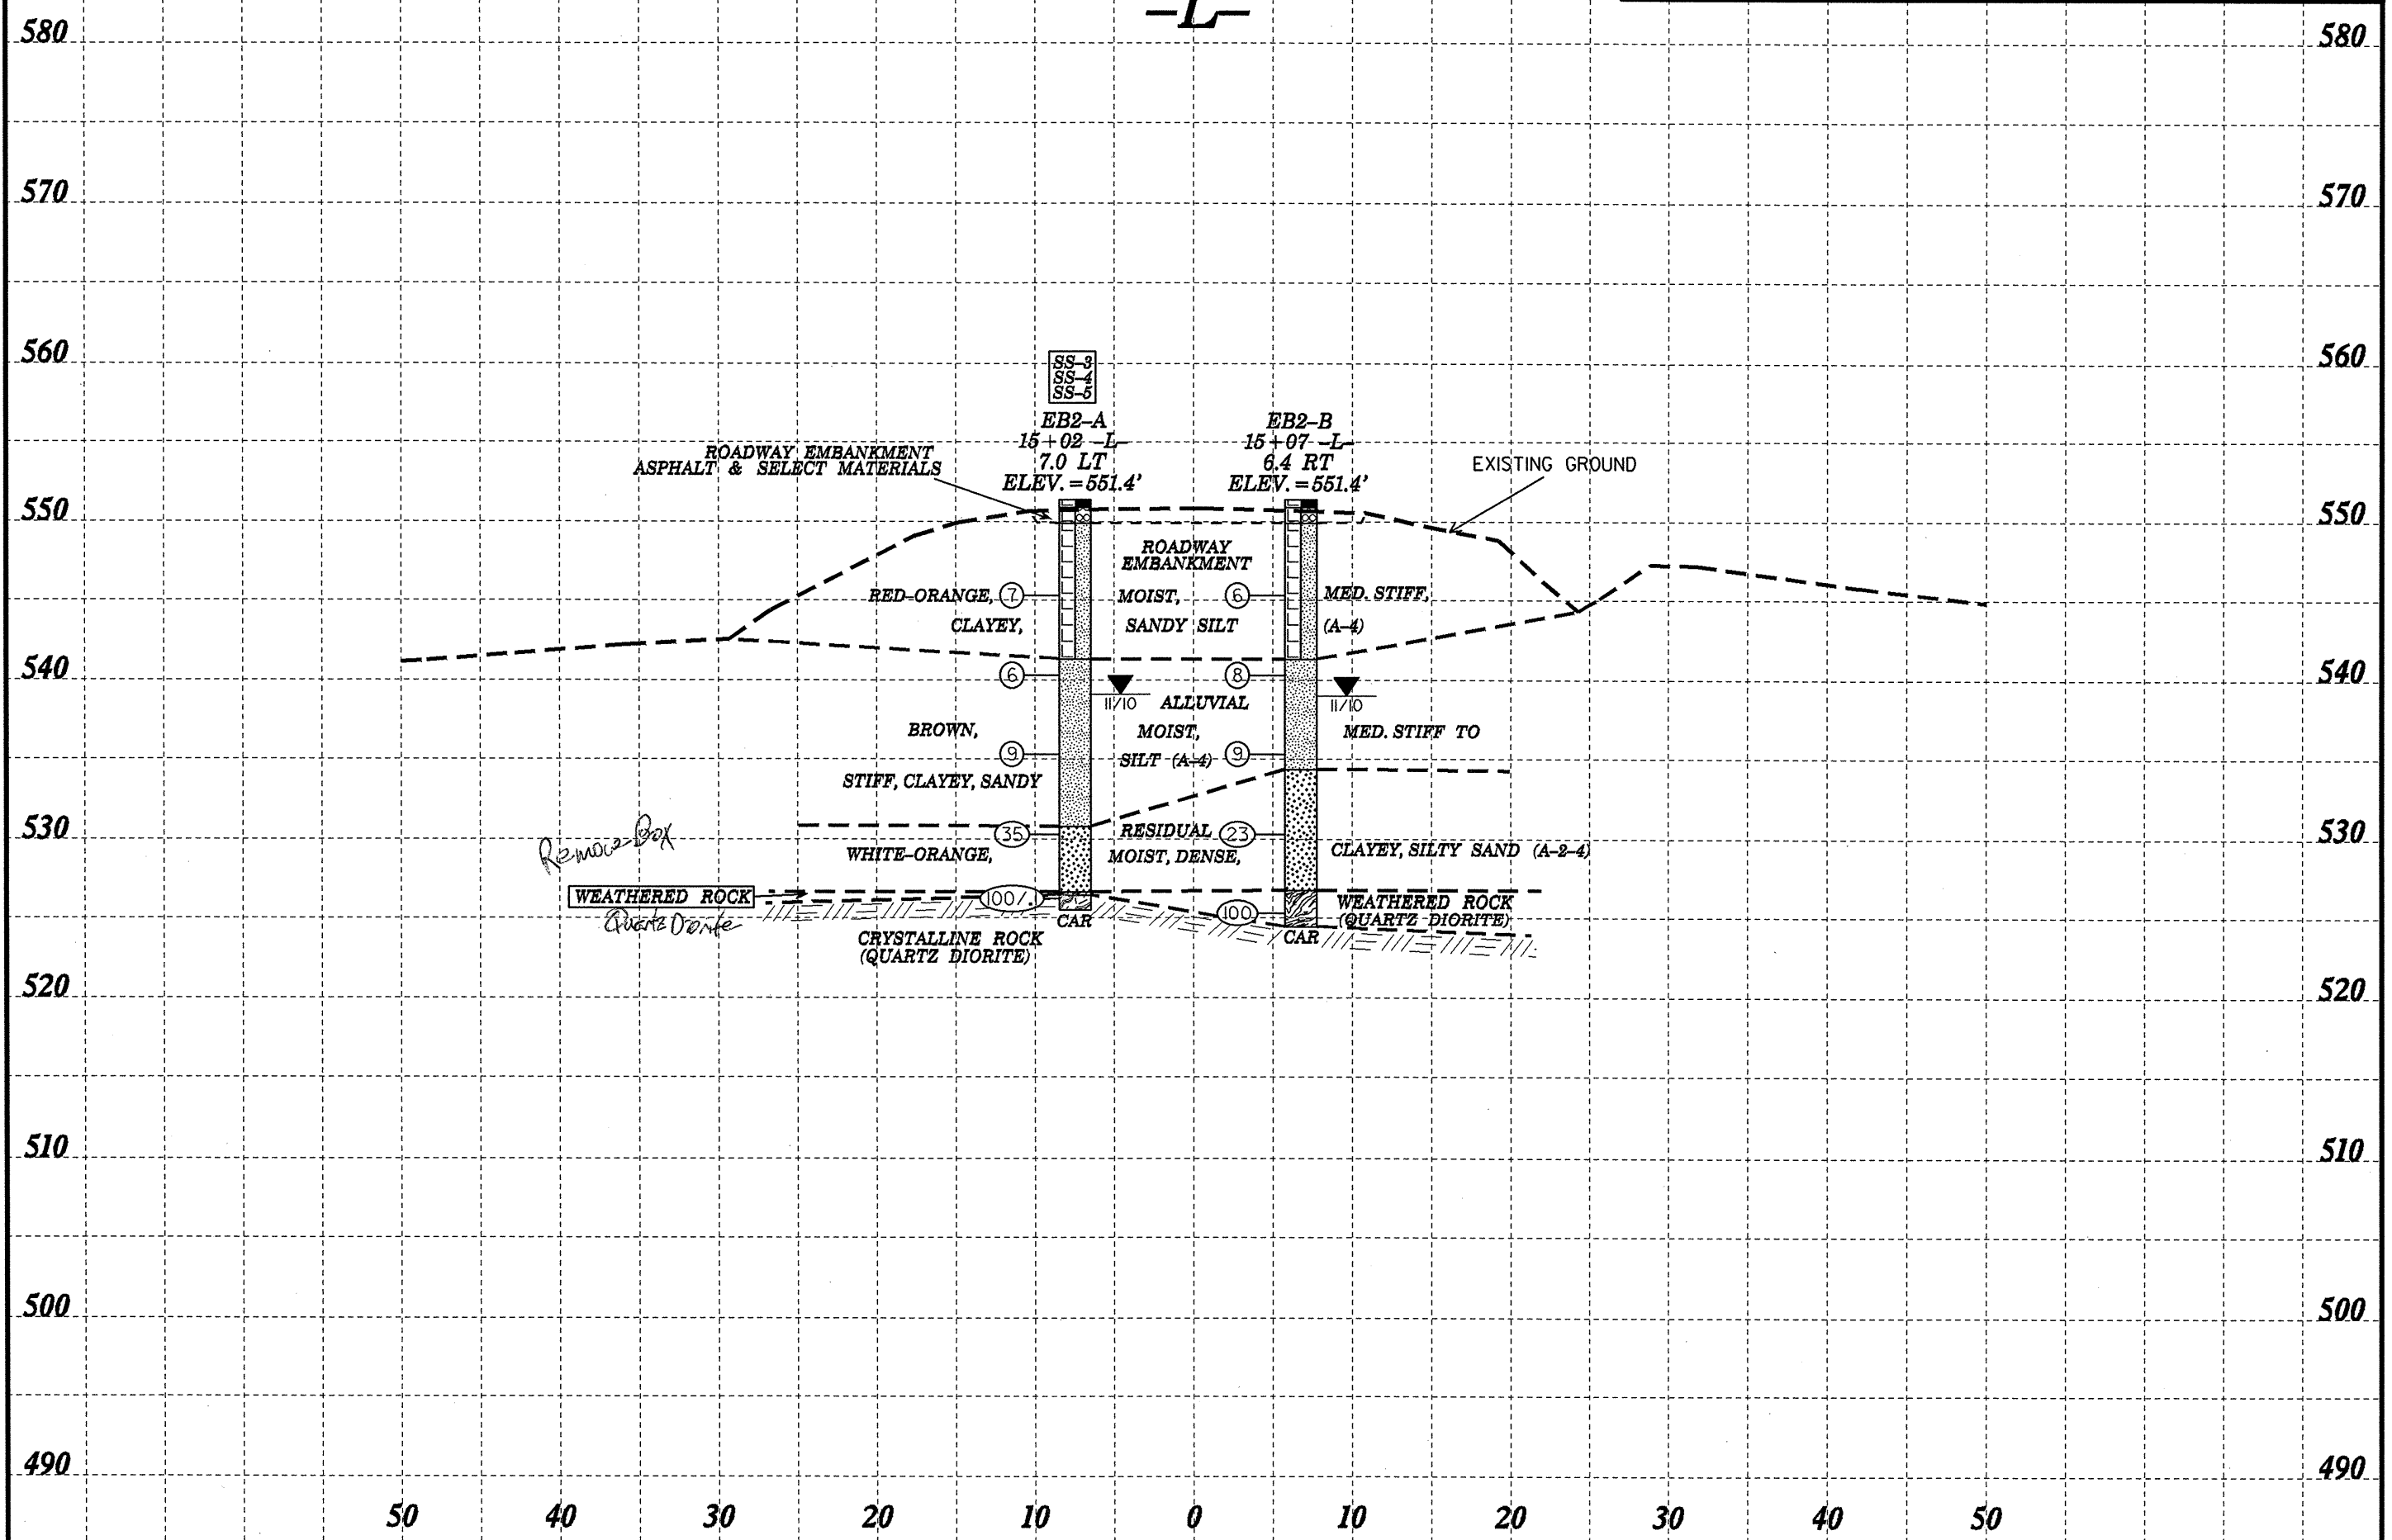 -L-
580 580
570 570
560 560
SS-3
SS-4
SS-5
EB2-A
15+02 -L-
7.0 LT
ELEV. = 551.4'
EB2-B
15+07 -L-
6.4 RT
ELEV. = 551.4'
ROADWAY EMBANKMENT
ASPHALT & SELECT MATERIALS
EXISTING GROUND
550 550
ROADWAY
EMBANKMENT
RED-ORANGE, 7 MOIST, 6 MED. STIFF,
CLAYEY, SANDY SILT (A-4)
540 6 8 540
11/10 ALLUVIAL 11/10
BROWN, MOIST, MED. STIFF TO
9 SILT (A-4) 9
STIFF, CLAYEY, SANDY
530 Remove Box 35 RESIDUAL 23 530
WHITE-ORANGE, MOIST, DENSE, CLAYEY, SILTY SAND (A-2-4)
WEATHERED ROCK 100/. WEATHERED ROCK
Quartz Diorite CAR 100 (QUARTZ DIORITE)
CRYSTALLINE ROCK CAR
(QUARTZ DIORITE)
520 520
510 510
500 500
490 490
50 40 30 20 10 0 10 20 30 40 50